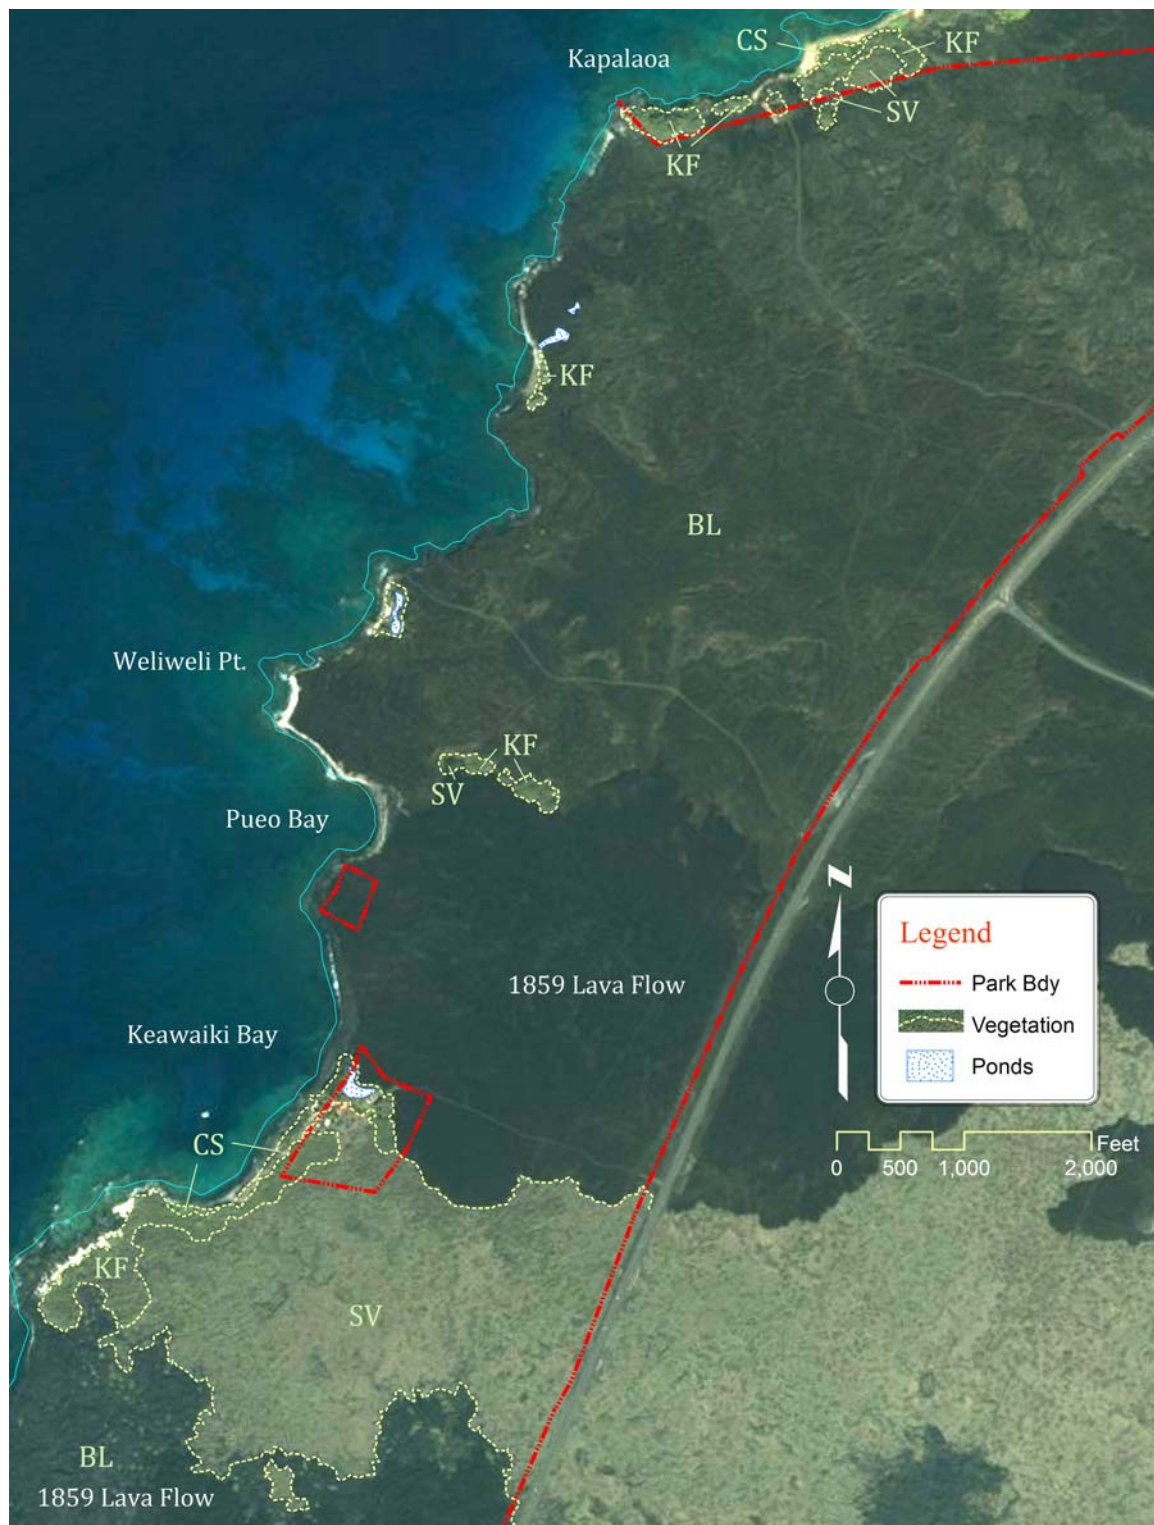 CS
KF
Kapalaoa
SV
KF
KF
BL
Weliweli Pt.
KF
SV
Pueo Bay
N
Legend
Park Bdy
Vegetation
Ponds
1859 Lava Flow
Keawaiki Bay
CS
Feet
0 500 1,000 2,000
KF
SV
BL
1859 Lava Flow